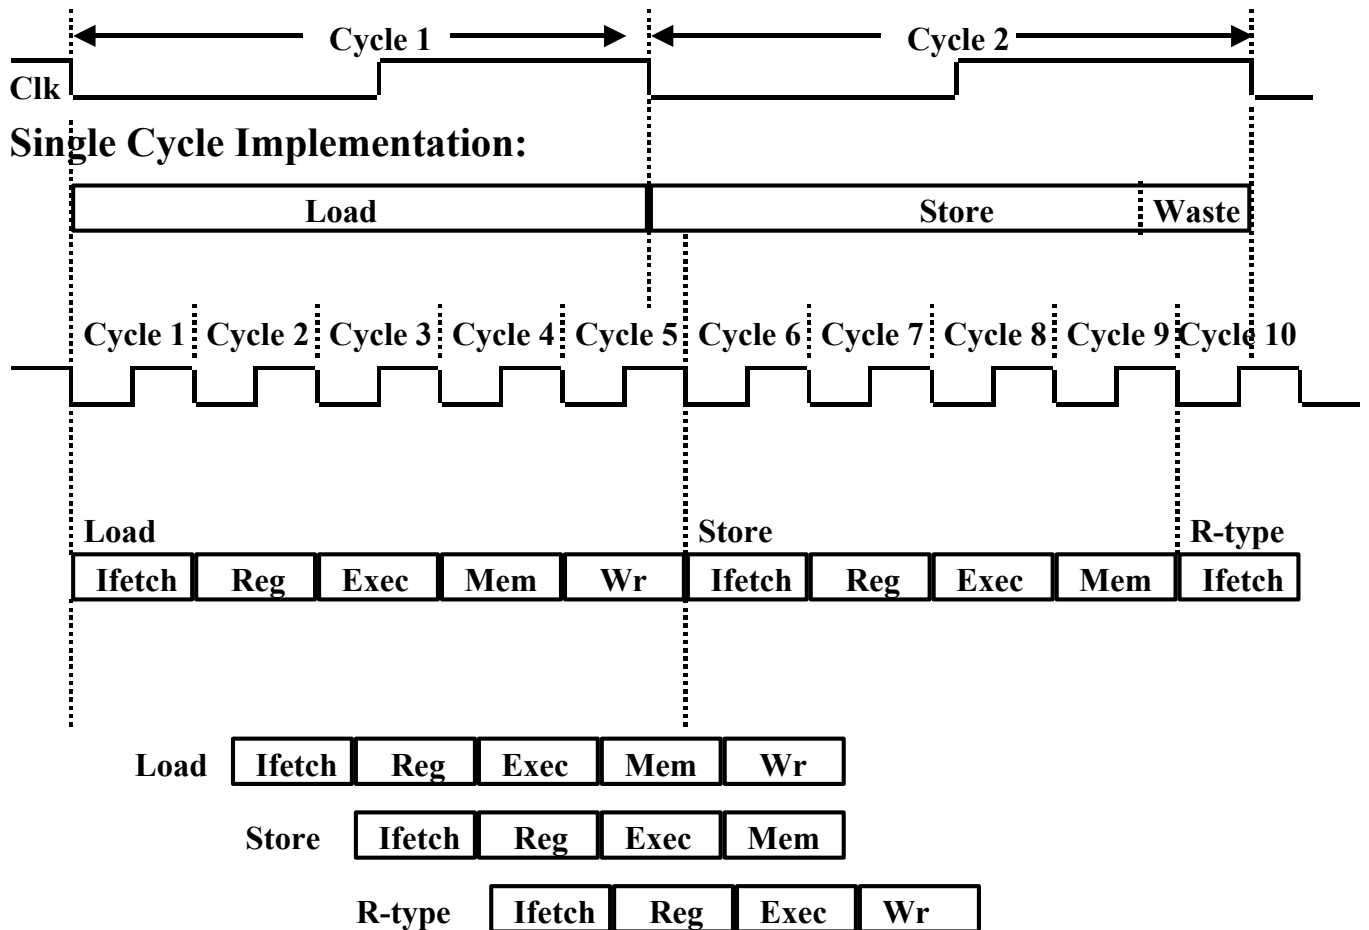 Cycle 1 Cycle 2
Clk
Single Cycle Implementation:
Load Store Waste
Cycle 1 Cycle 2 Cycle 3 Cycle 4 Cycle 5 Cycle 6 Cycle 7 Cycle 8 Cycle 9 Cycle 10
Load Store R-type
Ifetch Reg Exec Mem Wr Ifetch Reg Exec Mem Ifetch
Load Ifetch Reg Exec Mem Wr
Store Ifetch Reg Exec Mem
R-type Ifetch Reg Exec Wr